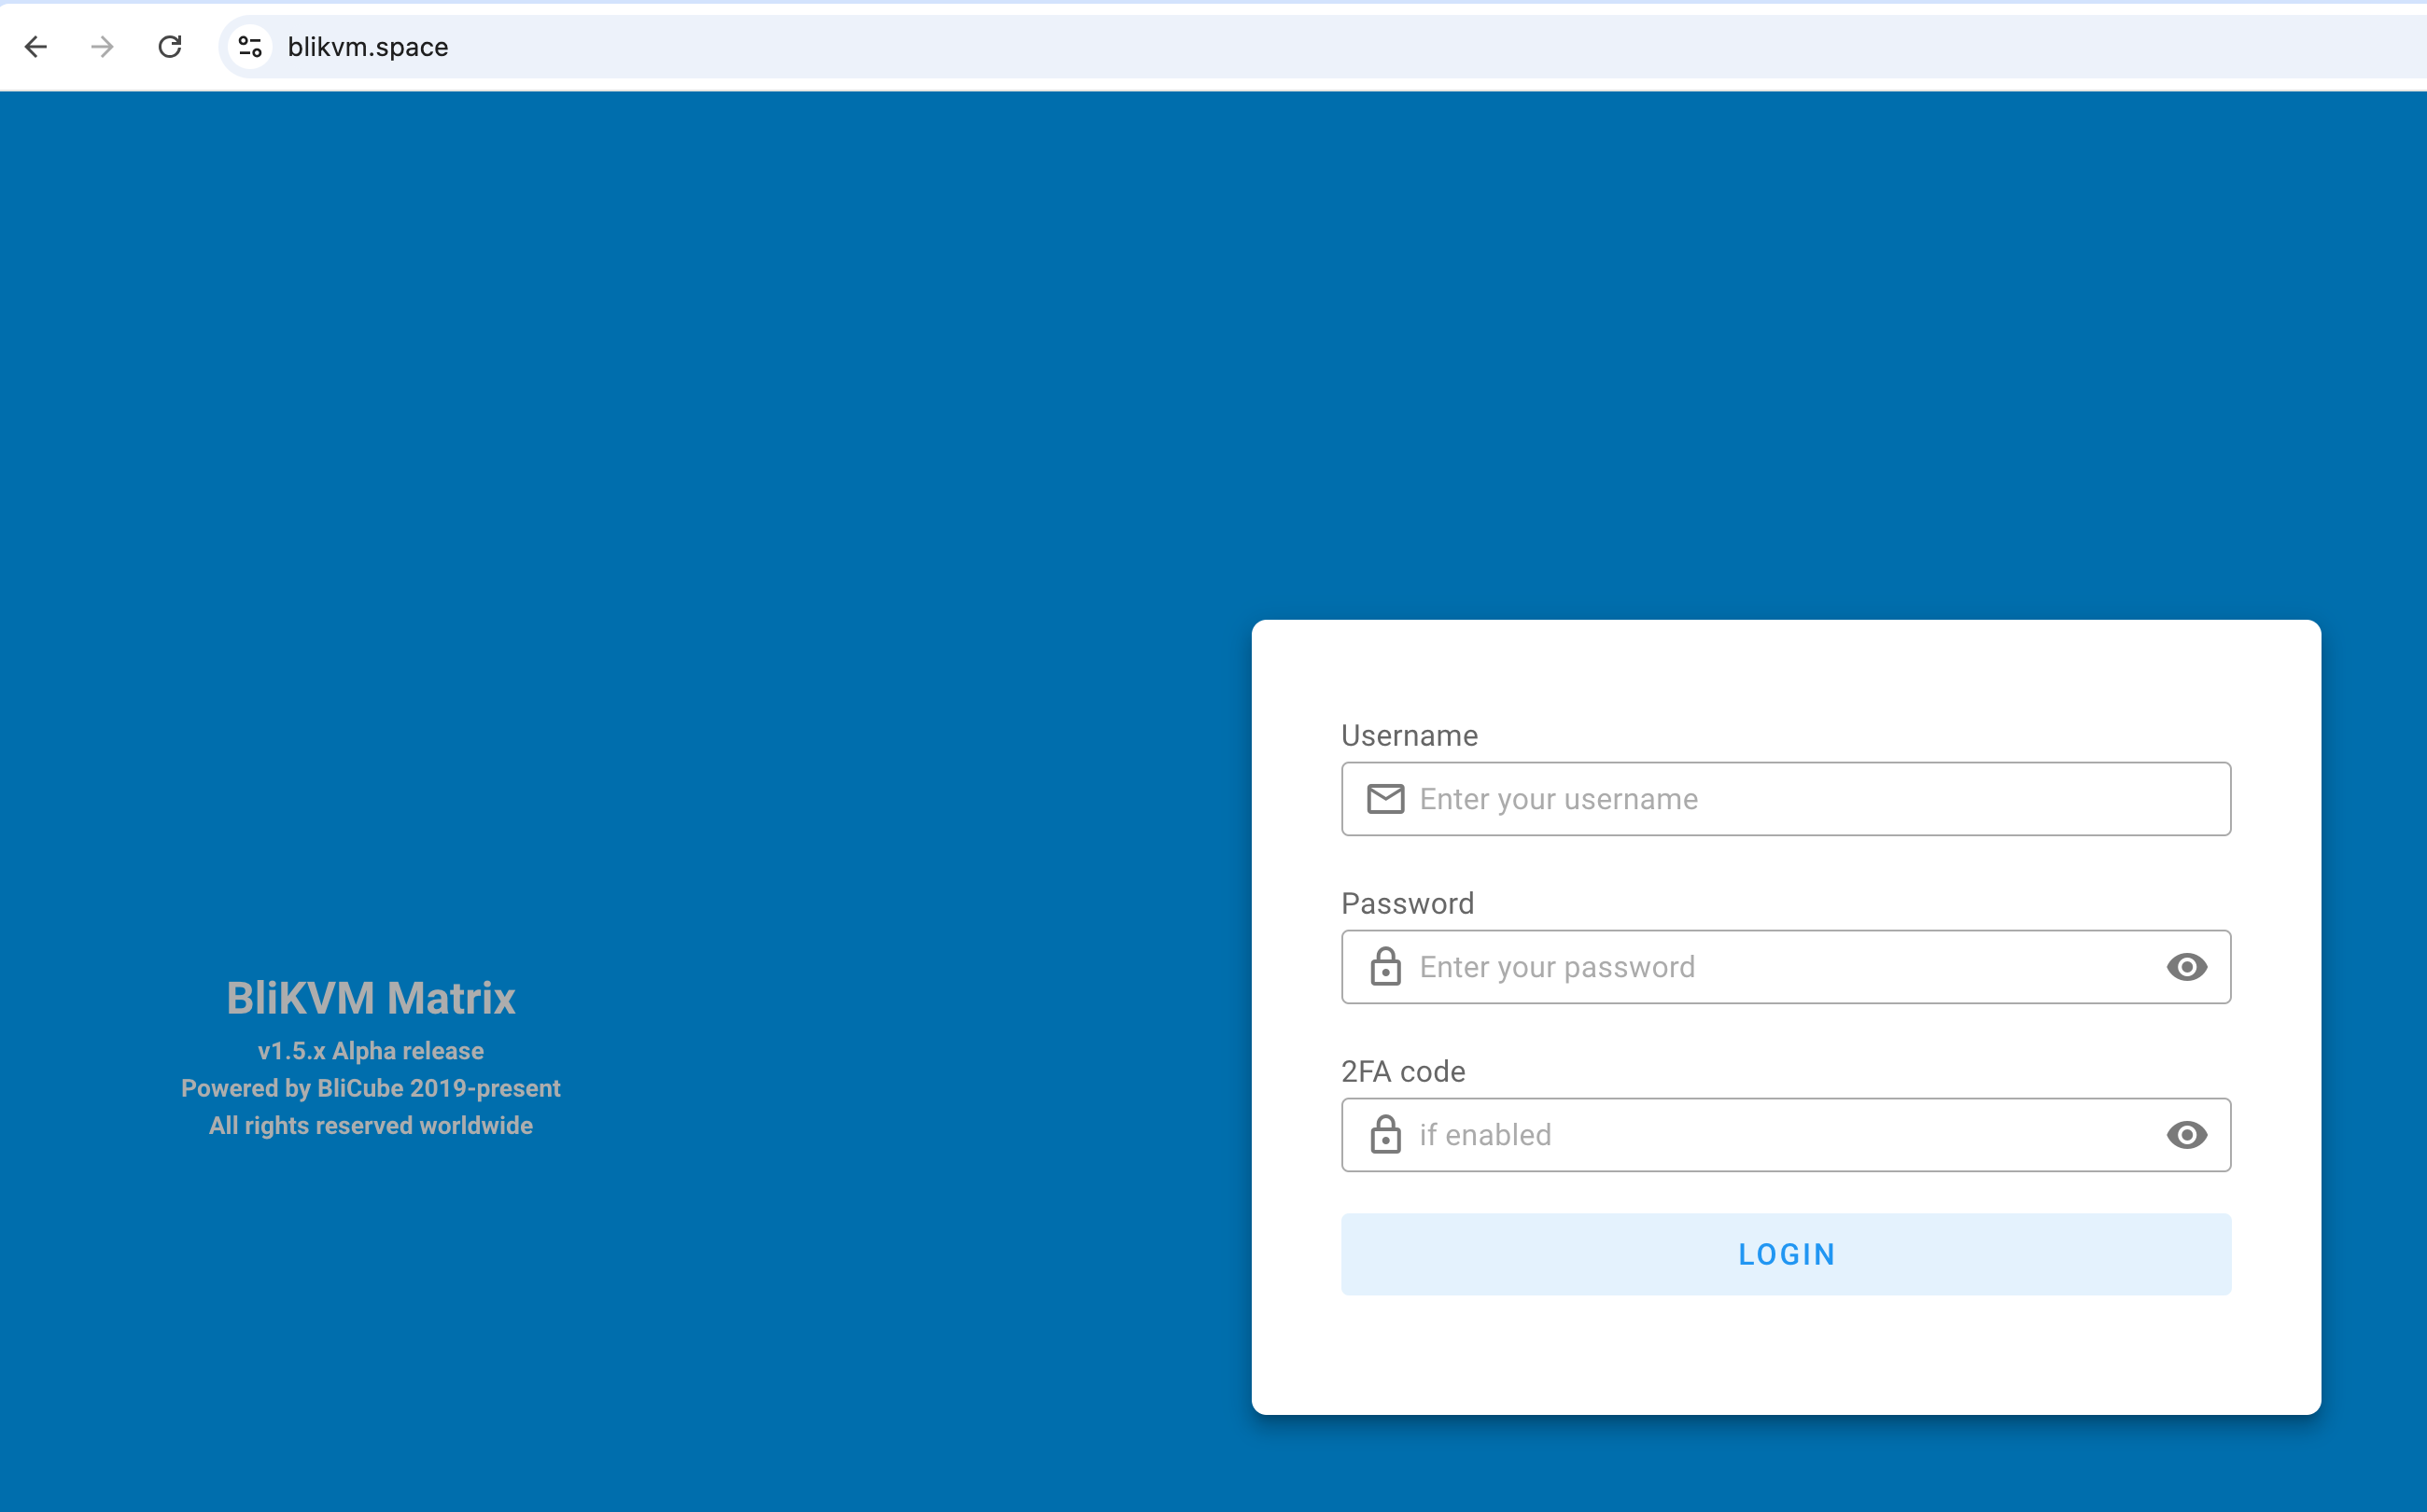 blikvm.space
BliKVM Matrix
v1.5.x Alpha release
Powered by BliCube 2019-present
All rights reserved worldwide
Username
Enter your username
Password
Enter your password
2FA code
if enabled
LOGIN